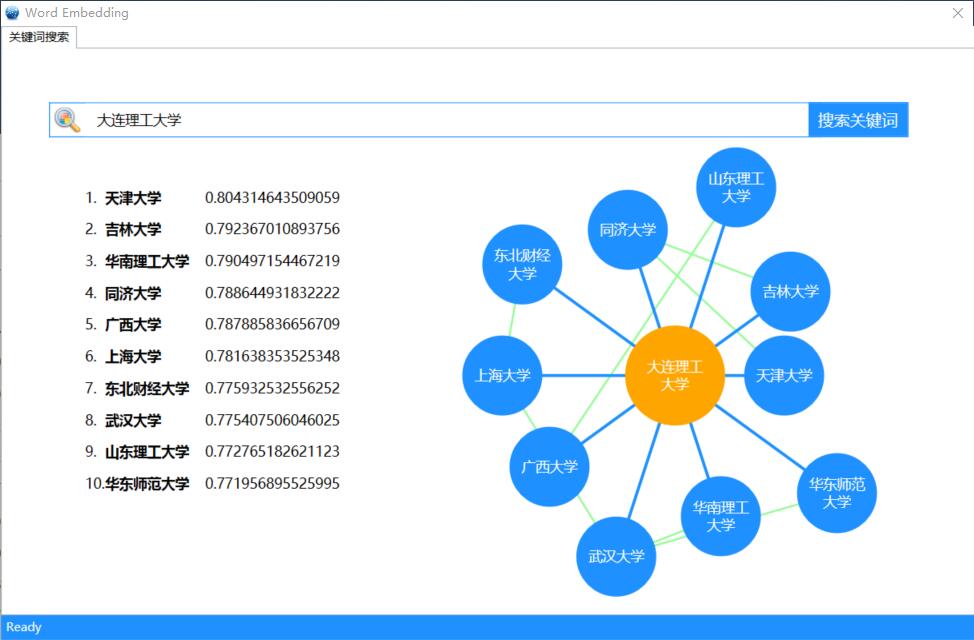 Word Embedding
关键词搜索
大连理工大学
搜索关键词
1. 天津大学 0.804314643509059
2. 吉林大学 0.792367010893756
3. 华南理工大学 0.790497154467219
4. 同济大学 0.788644931832222
5. 广西大学 0.787885836656709
6. 上海大学 0.781638353525348
7. 东北财经大学 0.775932532556252
8. 武汉大学 0.775407506046025
9. 山东理工大学 0.772765182621123
10.华东师范大学 0.771956895525995
山东理工
大学
同济大学
东北财经
大学
吉林大学
大连理工
大学
上海大学
天津大学
广西大学
华东师范
大学
华南理工
大学
武汉大学
Ready